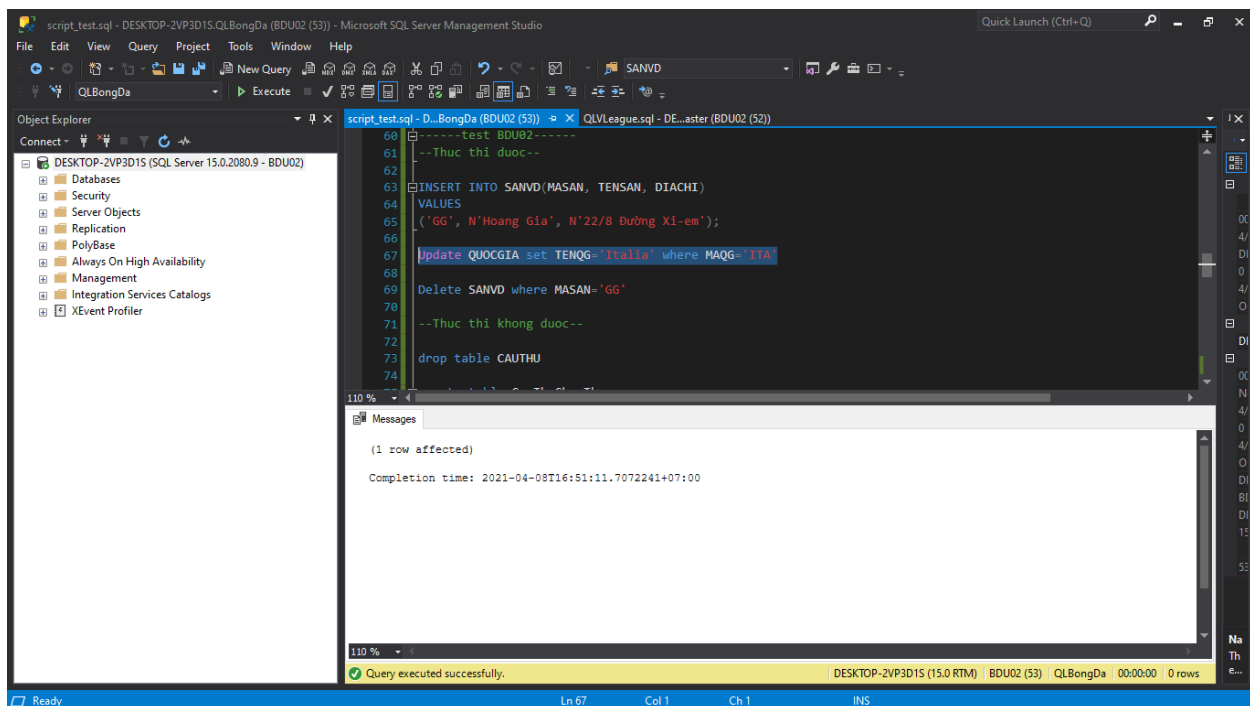 script_test.sql - DESKTOP-2VP3D1S.QLBongDa (BDU02 (53)) - Microsoft SQL Server Management Studio
Quick Launch (Ctrl+Q)
File Edit View Query Project Tools Window Help
New Query MDX DMX XMLA DAX SANVD
QLBongDa Execute
Object Explorer
script_test.sql - D...BongDa (BDU02 (53)) QLVLeague.sql - DE...aster (BDU02 (52))
Connect
DESKTOP-2VP3D1S (SQL Server 15.0.2080.9 - BDU02)
Databases
Security
Server Objects
Replication
PolyBase
Always On High Availability
Management
Integration Services Catalogs
XEvent Profiler
60 ------test BDU02------
61 --Thuc thi duoc--
62
63 INSERT INTO SANVD(MASAN, TENSAN, DIACHI)
64 VALUES
65 ('GG', N'Hoang Gia', N'22/8 Đường Xi-em');
66
67 Update QUOCGIA set TENQG='Italia' where MAQG='ITA'
68
69 Delete SANVD where MASAN='GG'
70
71 --Thuc thi khong duoc--
72
73 drop table CAUTHU
74
110 %
Messages
(1 row affected)
Completion time: 2021-04-08T16:51:11.7072241+07:00
110 %
Query executed successfully. DESKTOP-2VP3D1S (15.0 RTM) BDU02 (53) QLBongDa 00:00:00 0 rows
Na
Th
e...
Ready Ln 67 Col 1 Ch 1 INS